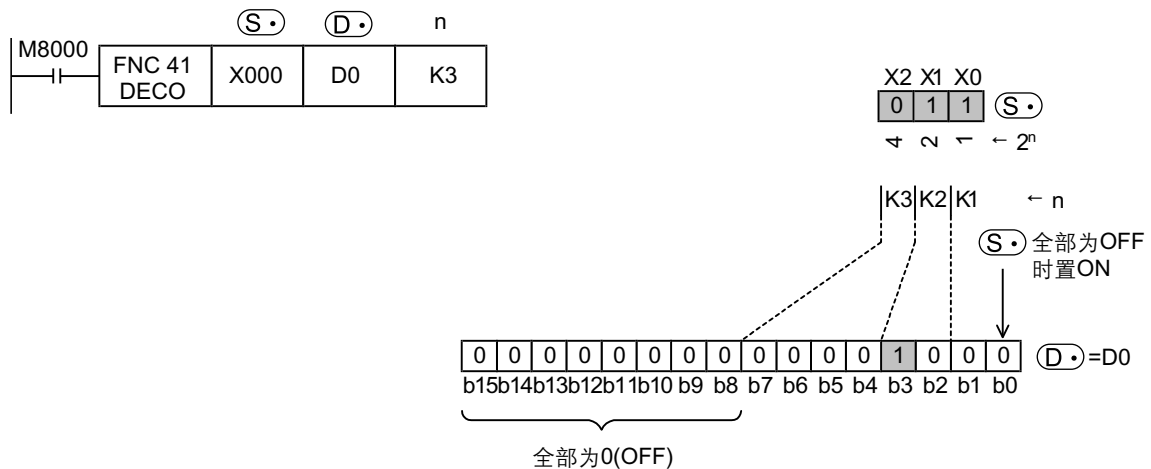 S· D· n
M8000
FNC 41
DECO
X000 D0 K3
X2 X1 X0
0 1 1 S·
4 2 1 ← 2ⁿ
K3 K2 K1 ← n
S· 全部为OFF
时置ON
0 0 0 0 0 0 0 0 0 0 0 0 1 0 0 0 D· =D0
b15 b14 b13 b12 b11 b10 b9 b8 b7 b6 b5 b4 b3 b2 b1 b0
全部为0(OFF)